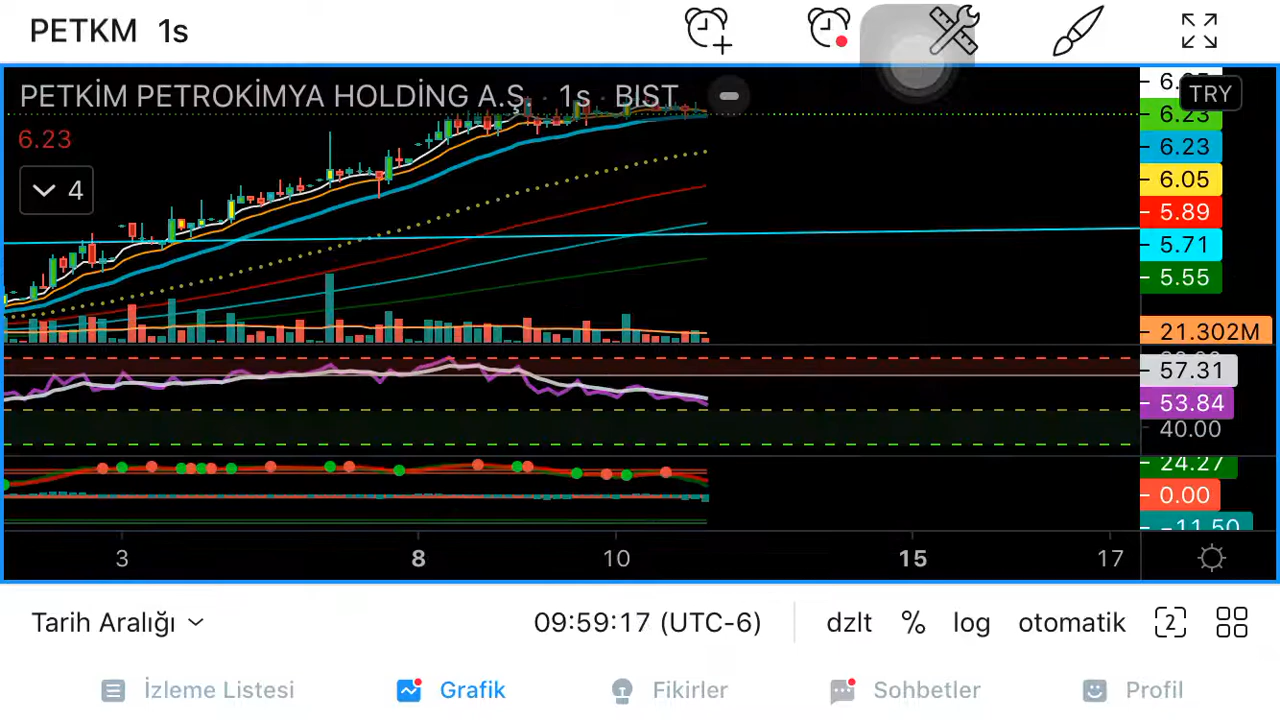 PETKM 1s
PETKİM PETROKİMYA HOLDİNG A.Ş. · 1s · BIST
TRY
6.23
4
6.23
6.23
6.05
5.89
5.71
5.55
21.302M
57.31
53.84
40.00
24.27
0.00
−11.50
3 8 10 15 17
Tarih Aralığı
09:59:17 (UTC-6)
dzlt % log otomatik 2
İzleme Listesi Grafik Fikirler Sohbetler Profil